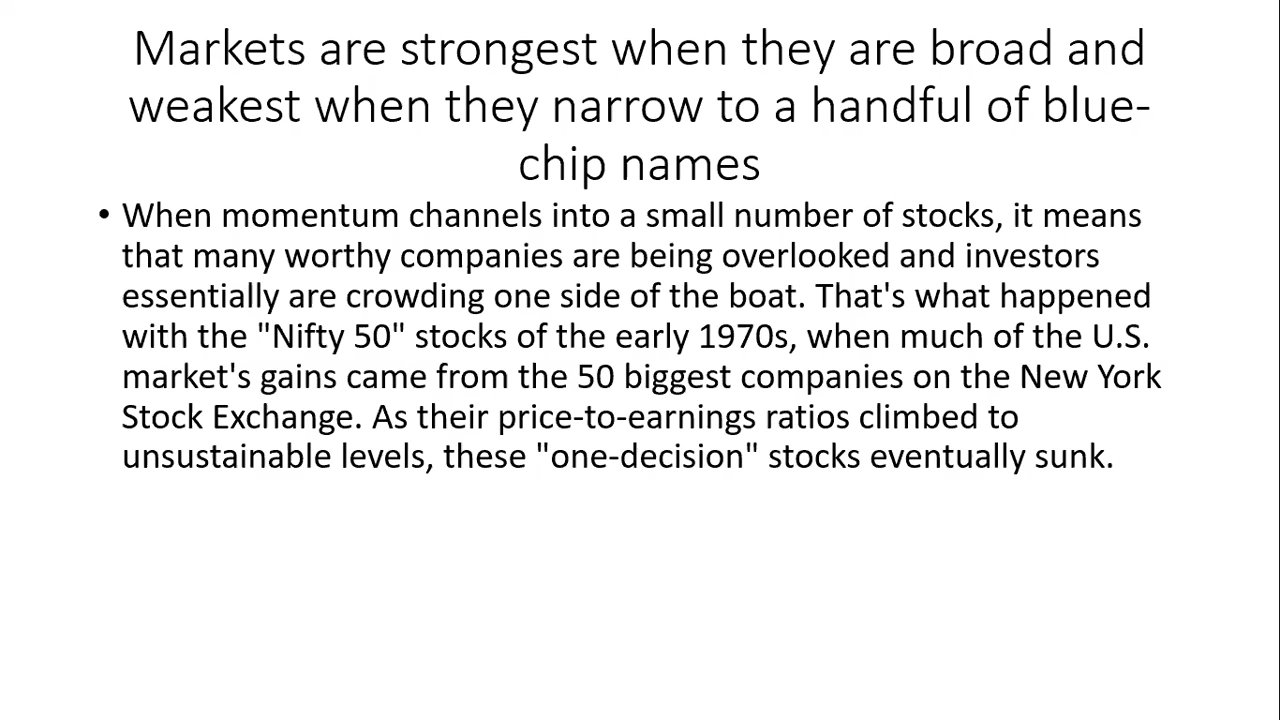 Markets are strongest when they are broad and
weakest when they narrow to a handful of blue-
chip names
• When momentum channels into a small number of stocks, it means
that many worthy companies are being overlooked and investors
essentially are crowding one side of the boat. That's what happened
with the "Nifty 50" stocks of the early 1970s, when much of the U.S.
market's gains came from the 50 biggest companies on the New York
Stock Exchange. As their price-to-earnings ratios climbed to
unsustainable levels, these "one-decision" stocks eventually sunk.